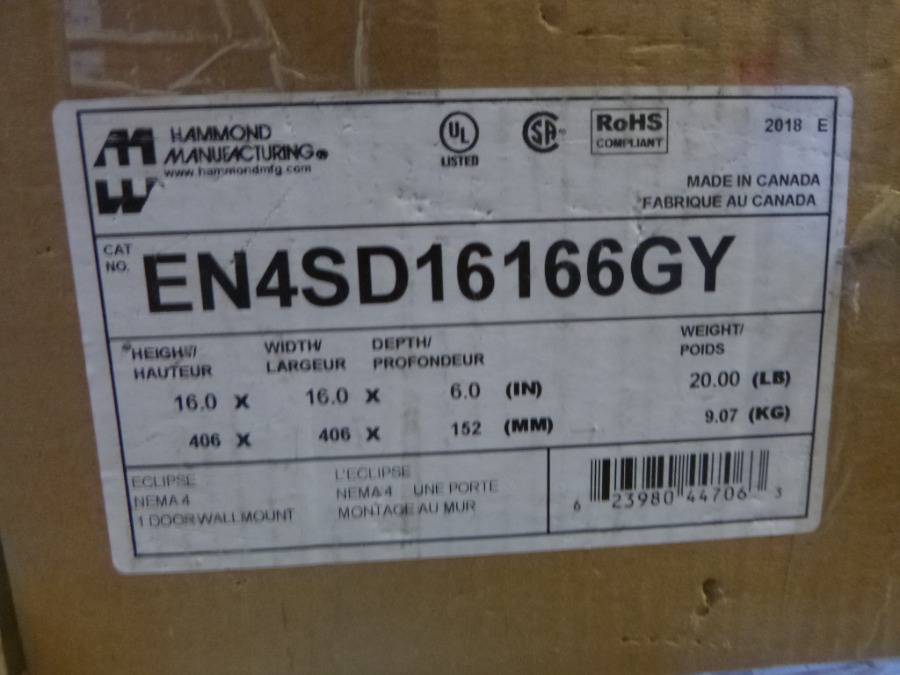 HAMMOND
MANUFACTURING®
www.hammondmfg.com
UL
LISTED
SA
RoHS
COMPLIANT
2018 E
MADE IN CANADA
FABRIQUE AU CANADA
CAT
NO.
EN4SD16166GY
HEIGHT/
HAUTEUR
WIDTH/
LARGEUR
DEPTH/
PROFONDEUR
WEIGHT/
POIDS
16.0 X 16.0 X 6.0 (IN) 20.00 (LB)
406 X 406 X 152 (MM) 9.07 (KG)
ECLIPSE
NEMA 4
1 DOOR WALLMOUNT
L'ECLIPSE
NEMA 4 UNE PORTE
MONTAGE AU MUR
6 23980 44706 3